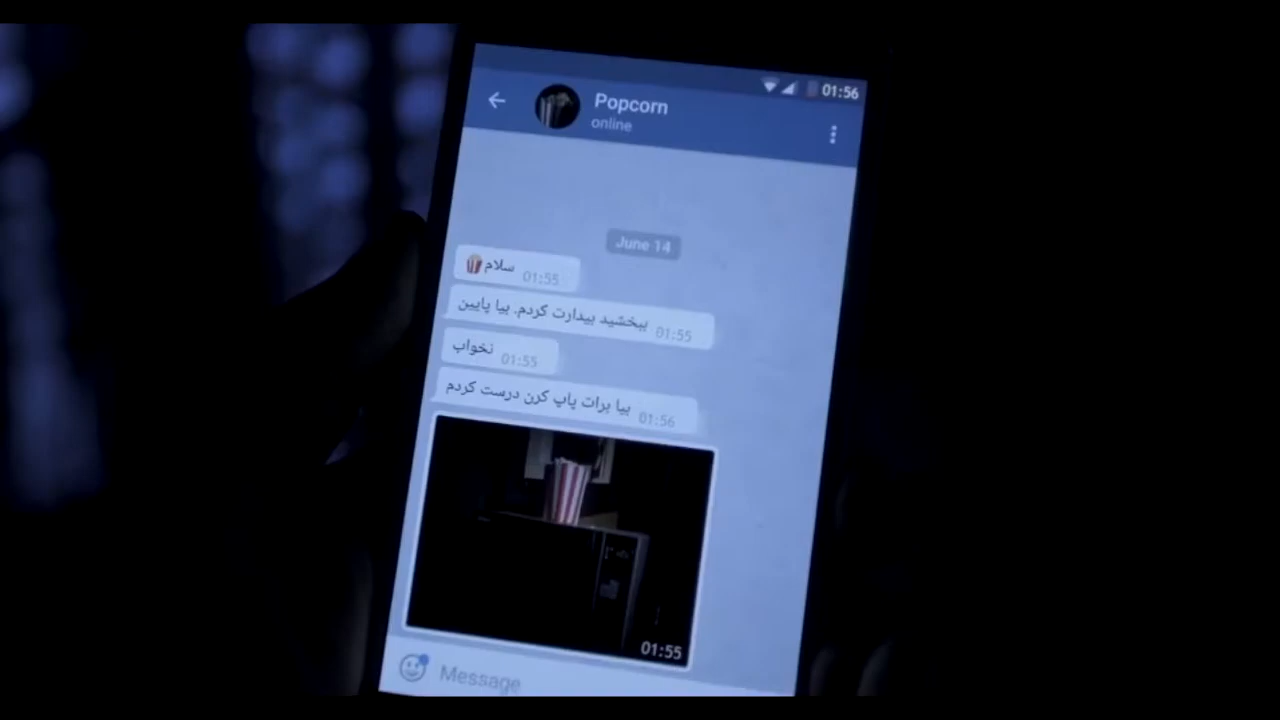 01:56
Popcorn
online
June 14
سلام🍿 01:55
ببخشید بیدارت کردم. بیا پایین 01:55
نخواب 01:55
بیا برات پاپ کرن درست کردم 01:56
01:55
Message